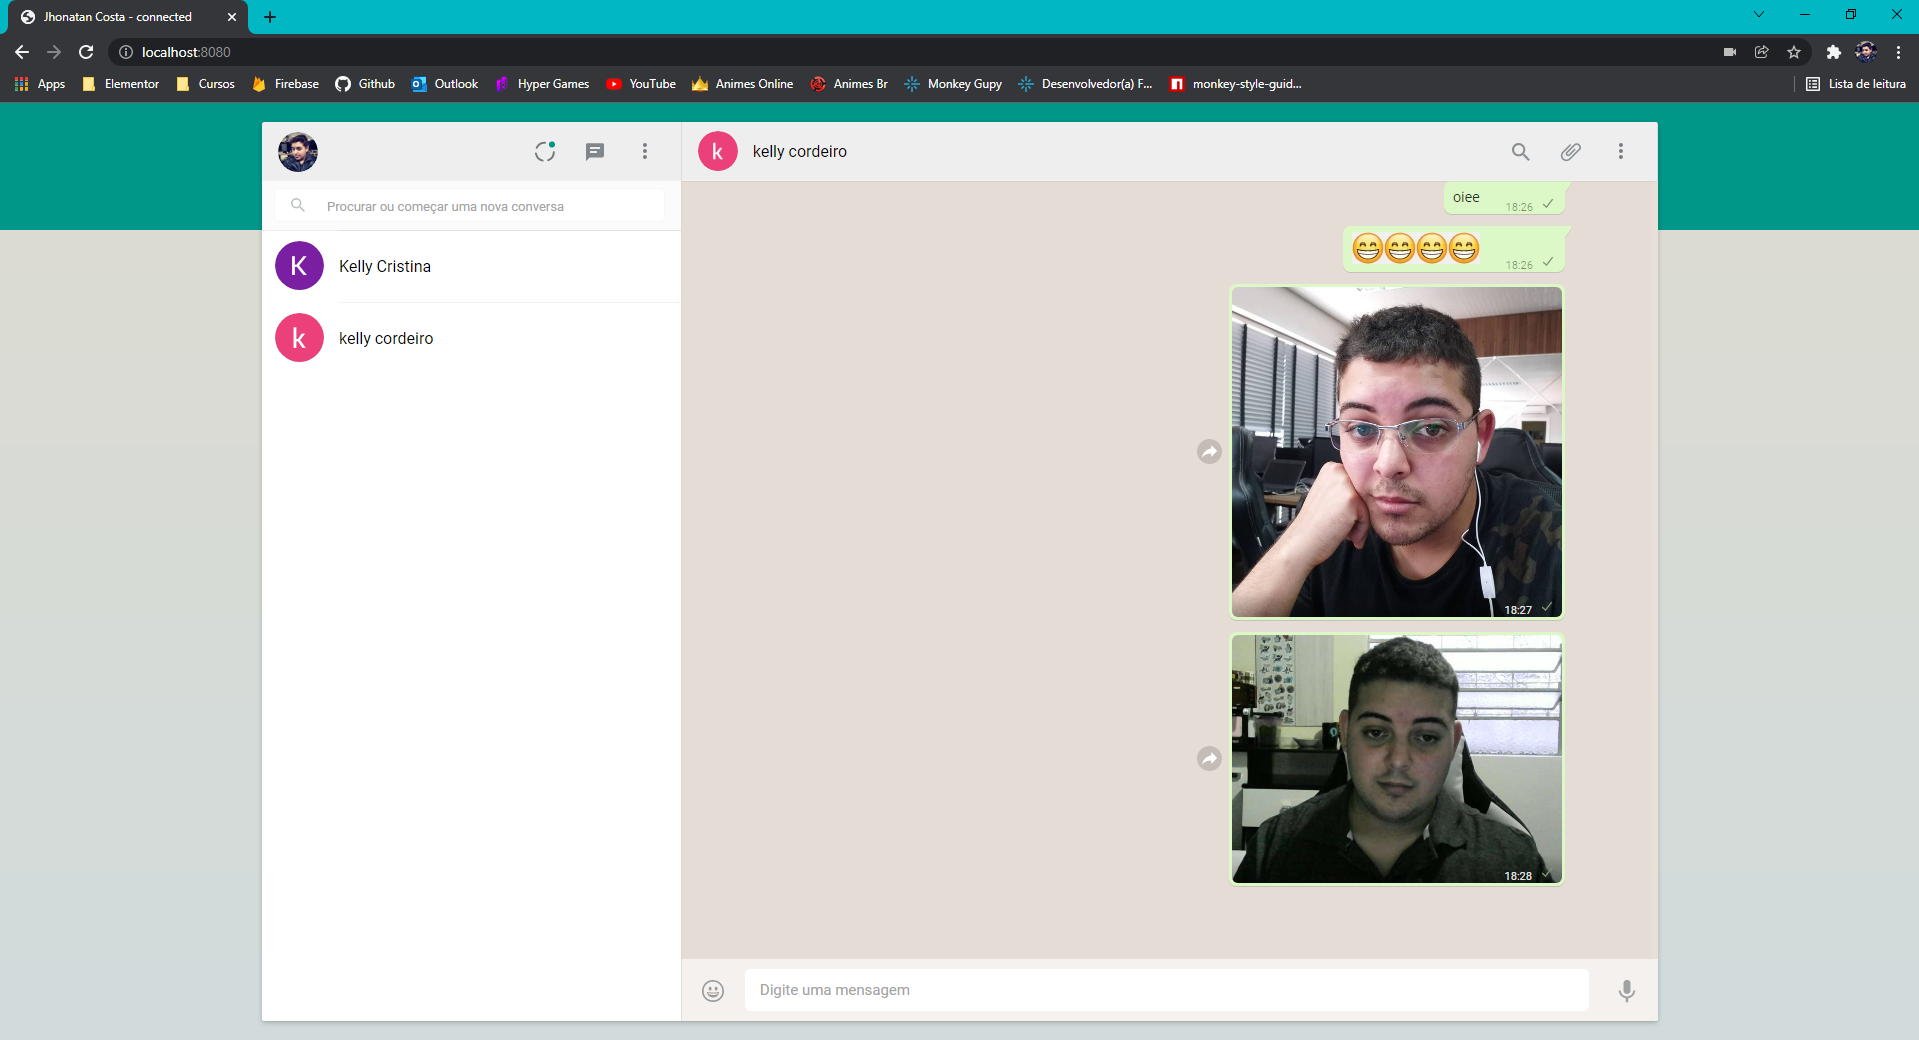 Jhonatan Costa - connected
localhost:8080
Apps Elementor Cursos Firebase Github Outlook Hyper Games YouTube Animes Online Animes Br Monkey Gupy Desenvolvedor(a) F... monkey-style-guid... Lista de leitura
k kelly cordeiro
Procurar ou começar uma nova conversa
K Kelly Cristina
k kelly cordeiro
oiee
18:26
18:26
18:27
18:28
Digite uma mensagem